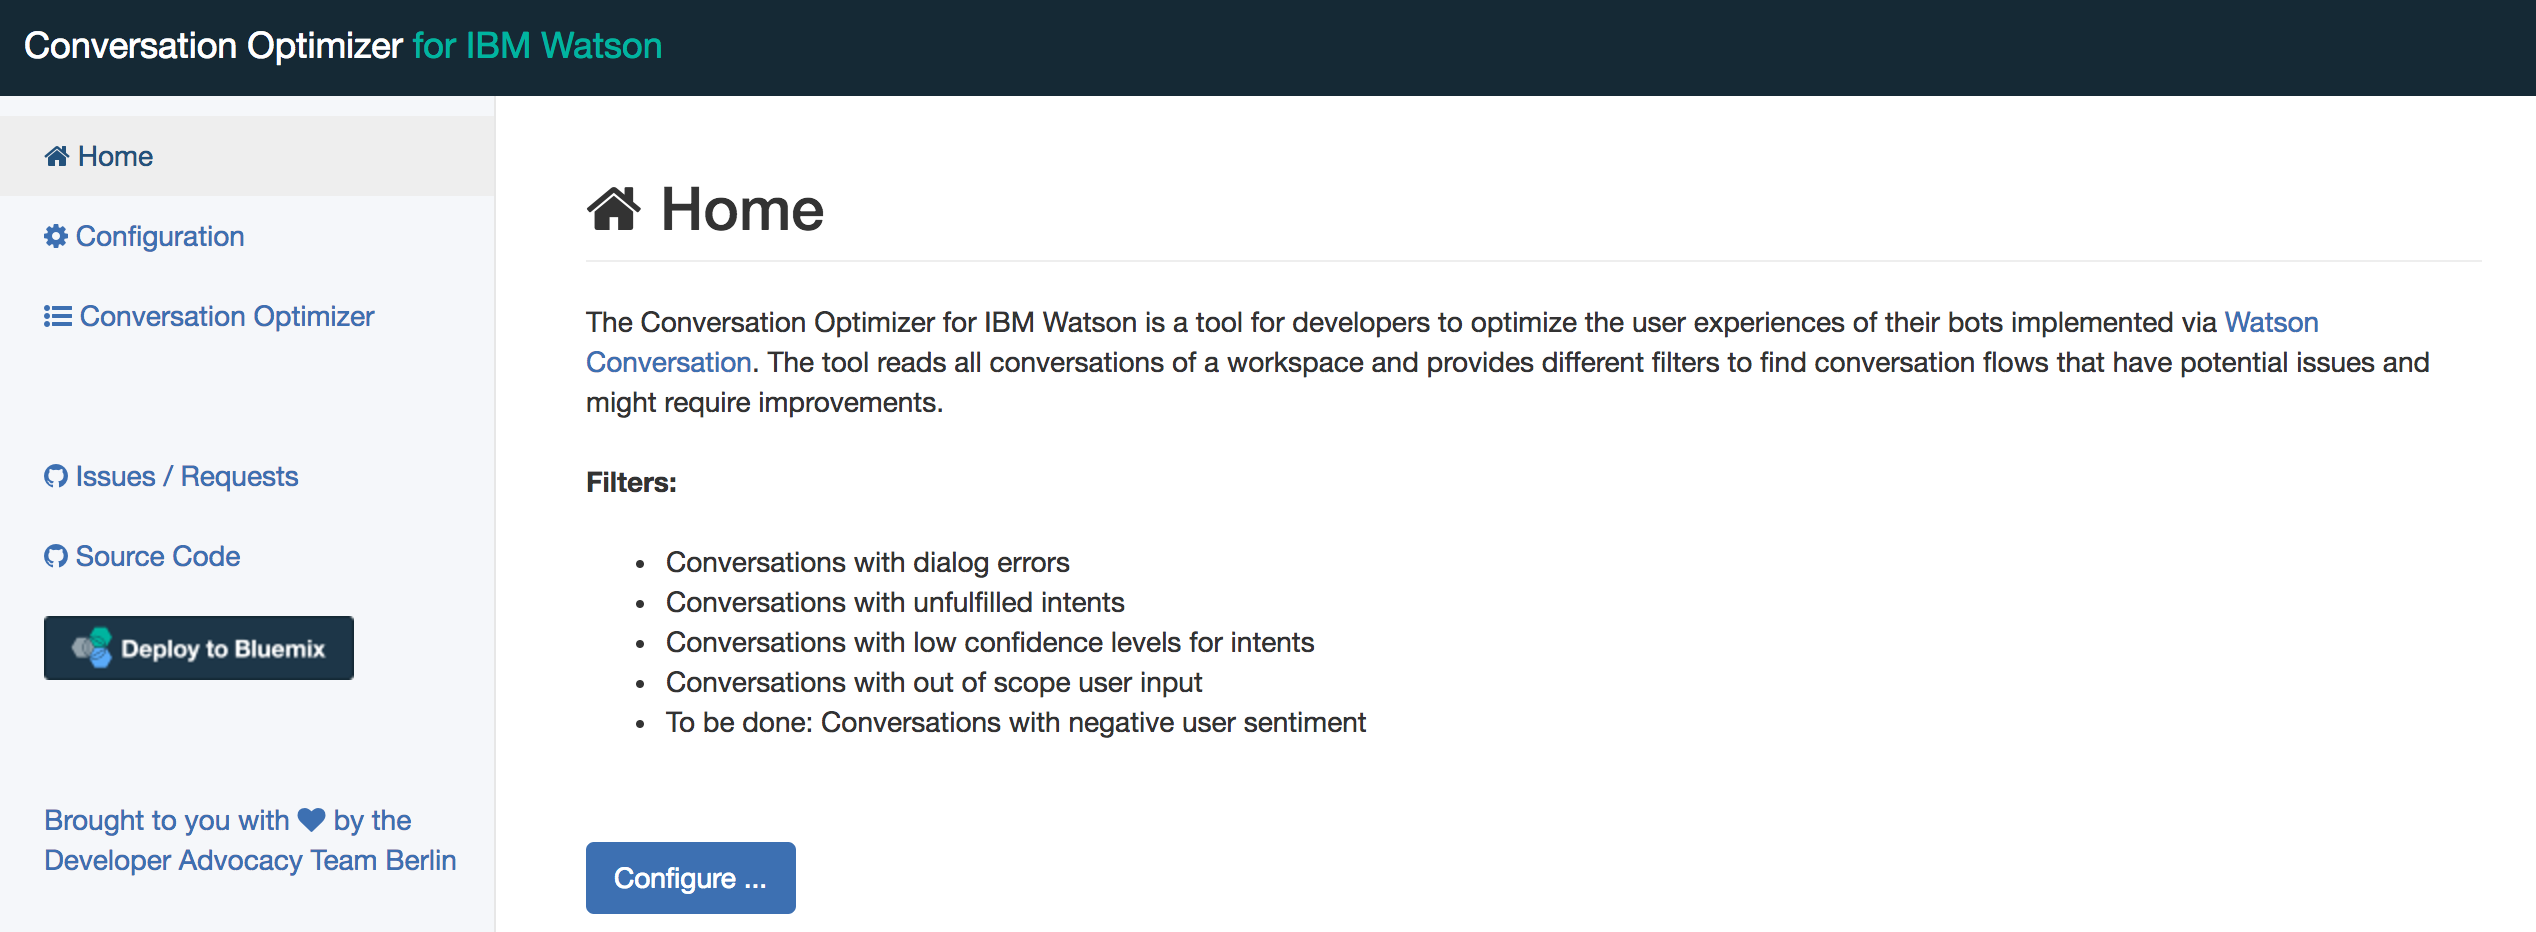 Conversation Optimizer for IBM Watson
Home
Configuration
Conversation Optimizer
Issues / Requests
Source Code
Deploy to Bluemix
Brought to you with ♥ by the
Developer Advocacy Team Berlin
Home
The Conversation Optimizer for IBM Watson is a tool for developers to optimize the user experiences of their bots implemented via Watson
Conversation. The tool reads all conversations of a workspace and provides different filters to find conversation flows that have potential issues and
might require improvements.
Filters:
• Conversations with dialog errors
• Conversations with unfulfilled intents
• Conversations with low confidence levels for intents
• Conversations with out of scope user input
• To be done: Conversations with negative user sentiment
Configure ...